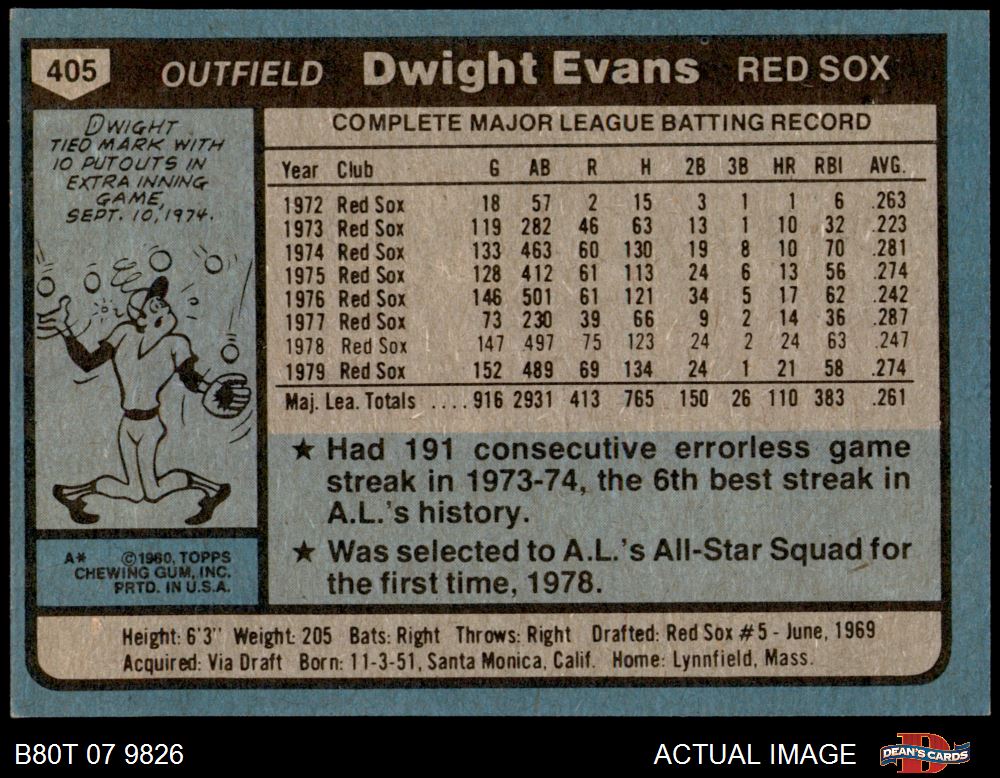 405 OUTFIELD Dwight Evans RED SOX
DWIGHT
TIED MARK WITH
10 PUTOUTS IN
EXTRA INNING
GAME,
SEPT. 10, 1974.
COMPLETE MAJOR LEAGUE BATTING RECORD
Year Club G AB R H 2B 3B HR RBI AVG.
1972 Red Sox 18 57 2 15 3 1 1 6 .263
1973 Red Sox 119 282 46 63 13 1 10 32 .223
1974 Red Sox 133 463 60 130 19 8 10 70 .281
1975 Red Sox 128 412 61 113 24 6 13 56 .274
1976 Red Sox 146 501 61 121 34 5 17 62 .242
1977 Red Sox 73 230 39 66 9 2 14 36 .287
1978 Red Sox 147 497 75 123 24 2 24 63 .247
1979 Red Sox 152 489 69 134 24 1 21 58 .274
Maj. Lea. Totals ....916 2931 413 765 150 26 110 383 .261
★ Had 191 consecutive errorless game
streak in 1973-74, the 6th best streak in
A.L.'s history.
★ Was selected to A.L.'s All-Star Squad for
the first time, 1978.
A* ©1980, TOPPS
CHEWING GUM, INC.
PRTD. IN U.S.A.
Height: 6'3" Weight: 205 Bats: Right Throws: Right Drafted: Red Sox #5 - June, 1969
Acquired: Via Draft Born: 11-3-51, Santa Monica, Calif. Home: Lynnfield, Mass.
B80T 07 9826 ACTUAL IMAGE DEAN'S CARDS